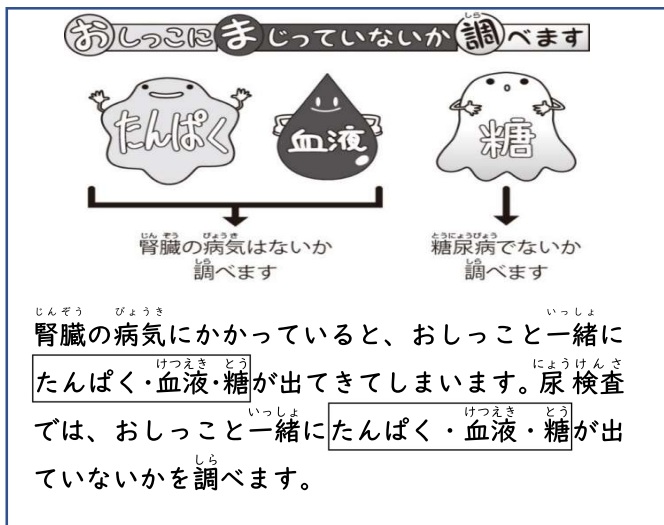 おしっこにまじっていないか調べます
たんぱく 血液 糖
腎臓の病気はないか 糖尿病でないか
調べます 調べます
腎臓の病気にかかっていると、おしっこと一緒に
たんぱく・血液・糖が出てきてしまいます。尿検査
では、おしっこと一緒にたんぱく・血液・糖が出
ていないかを調べます。